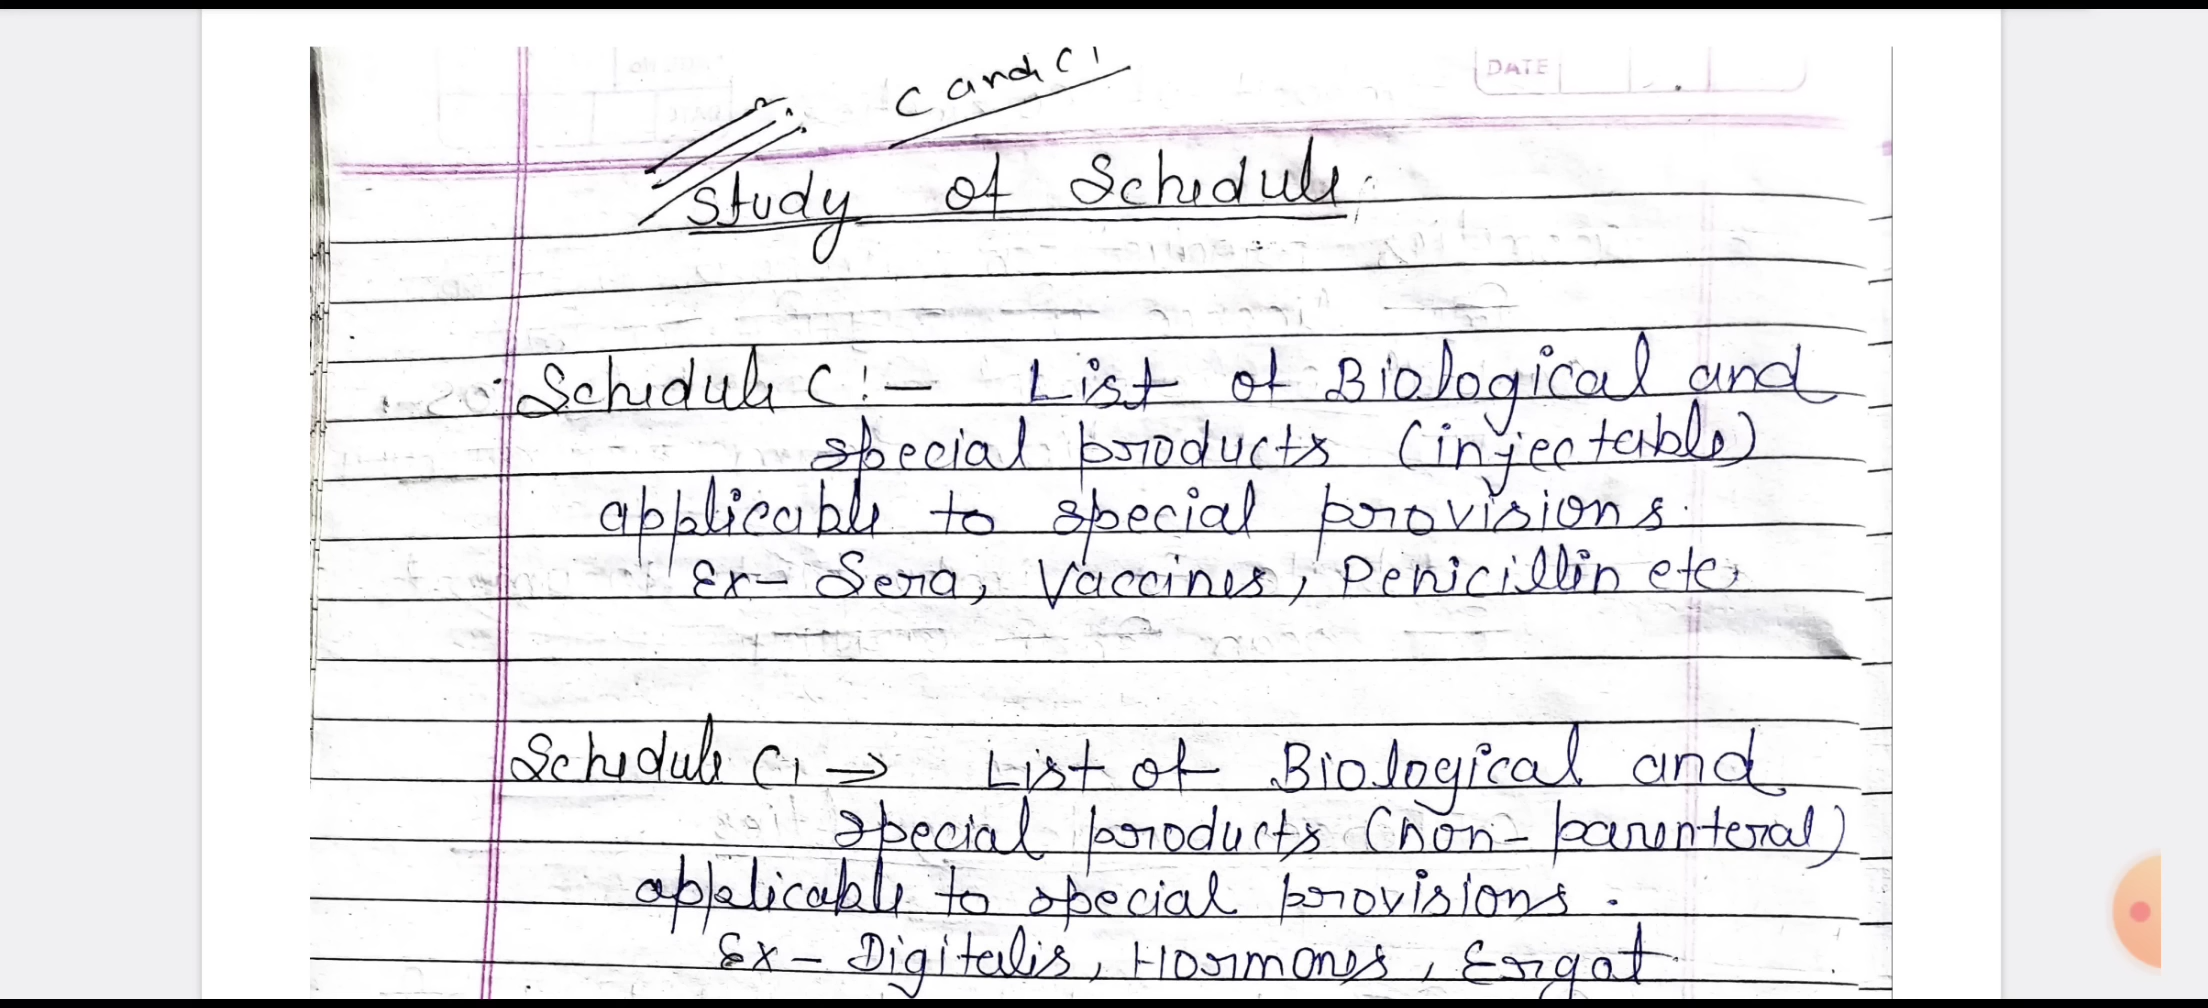 C and C1
DATE
Study of Schedule
Schedule C :- List of Biological and
special products (injectable)
applicable to special provisions.
Ex- Sera, Vaccines, Penicillin etc.
Schedule C1 → List of Biological and
special products (non-parenteral)
applicable to special provisions.
Ex- Digitalis, Hormones, Ergot